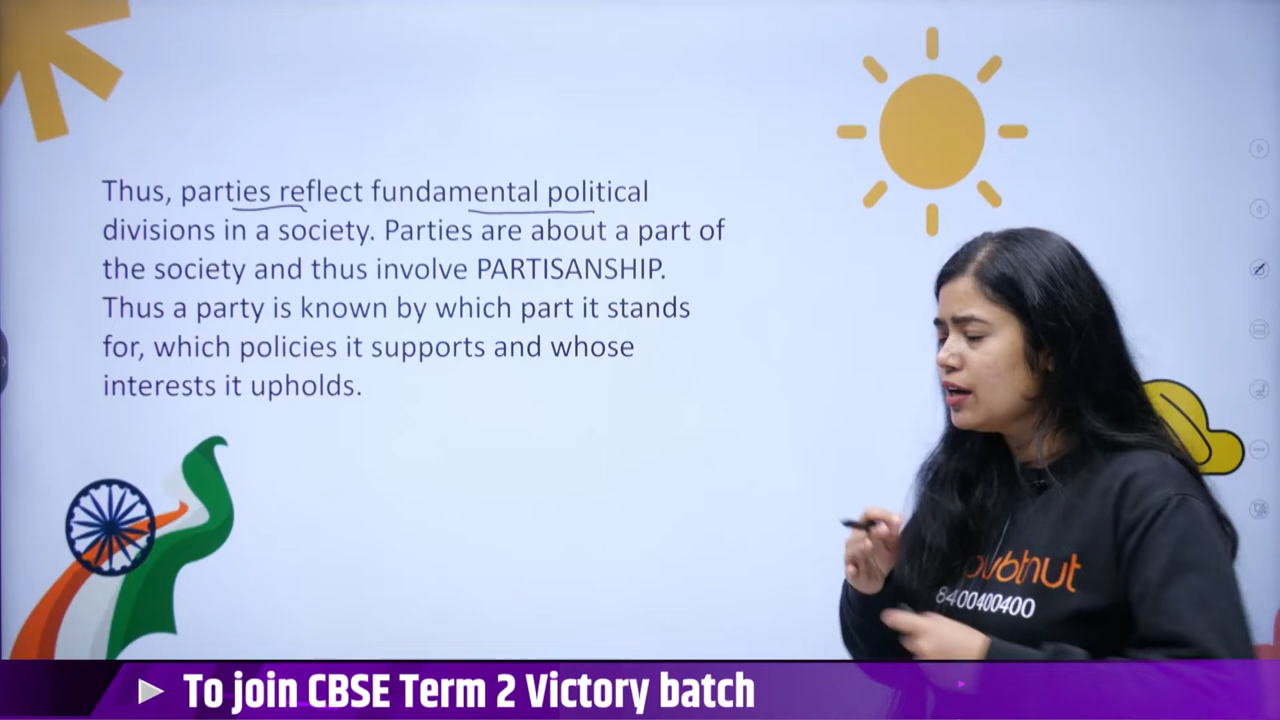 Thus, parties reflect fundamental political
divisions in a society. Parties are about a part of
the society and thus involve PARTISANSHIP.
Thus a party is known by which part it stands
for, which policies it supports and whose
interests it upholds.
8400400400
To join CBSE Term 2 Victory batch